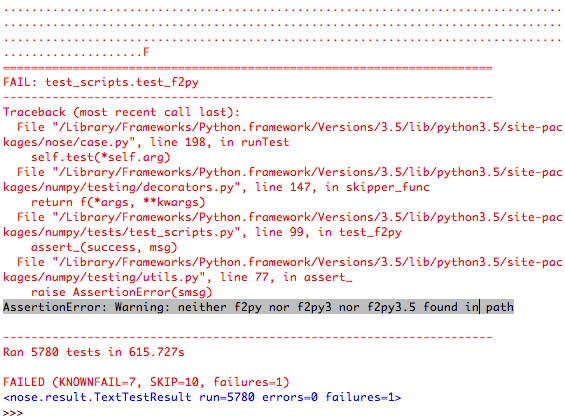 ................................................................................
................................................................................
................................................................................
....................F
======================================================================
FAIL: test_scripts.test_f2py
----------------------------------------------------------------------
Traceback (most recent call last):
  File "/Library/Frameworks/Python.framework/Versions/3.5/lib/python3.5/site-pac
kages/nose/case.py", line 198, in runTest
    self.test(*self.arg)
  File "/Library/Frameworks/Python.framework/Versions/3.5/lib/python3.5/site-pac
kages/numpy/testing/decorators.py", line 147, in skipper_func
    return f(*args, **kwargs)
  File "/Library/Frameworks/Python.framework/Versions/3.5/lib/python3.5/site-pac
kages/numpy/tests/test_scripts.py", line 99, in test_f2py
    assert_(success, msg)
  File "/Library/Frameworks/Python.framework/Versions/3.5/lib/python3.5/site-pac
kages/numpy/testing/utils.py", line 77, in assert_
    raise AssertionError(smsg)
AssertionError: Warning: neither f2py nor f2py3 nor f2py3.5 found in path

----------------------------------------------------------------------
Ran 5780 tests in 615.727s

FAILED (KNOWNFAIL=7, SKIP=10, failures=1)
<nose.result.TextTestResult run=5780 errors=0 failures=1>
>>>